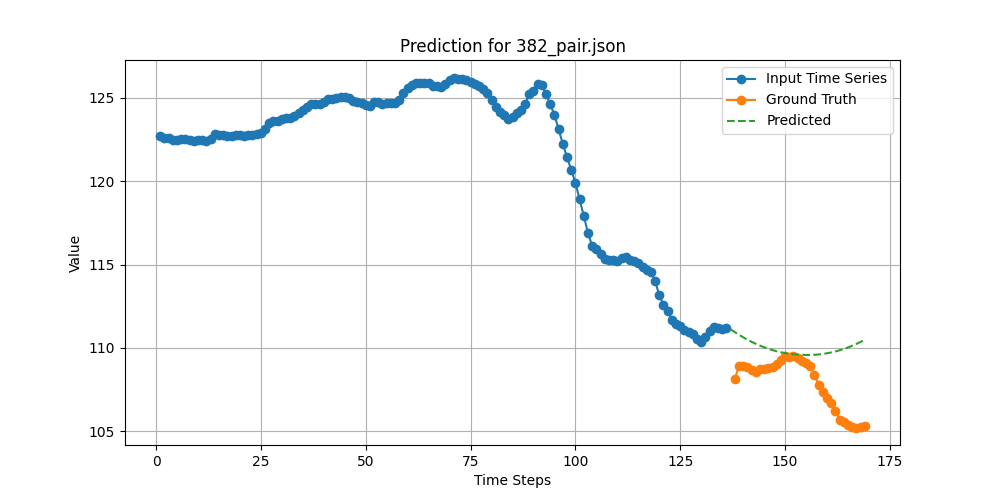 Prediction for 382_pair.json
Input Time Series
Ground Truth
Predicted
Value
125
120
115
110
105
0 25 50 75 100 125 150 175
Time Steps